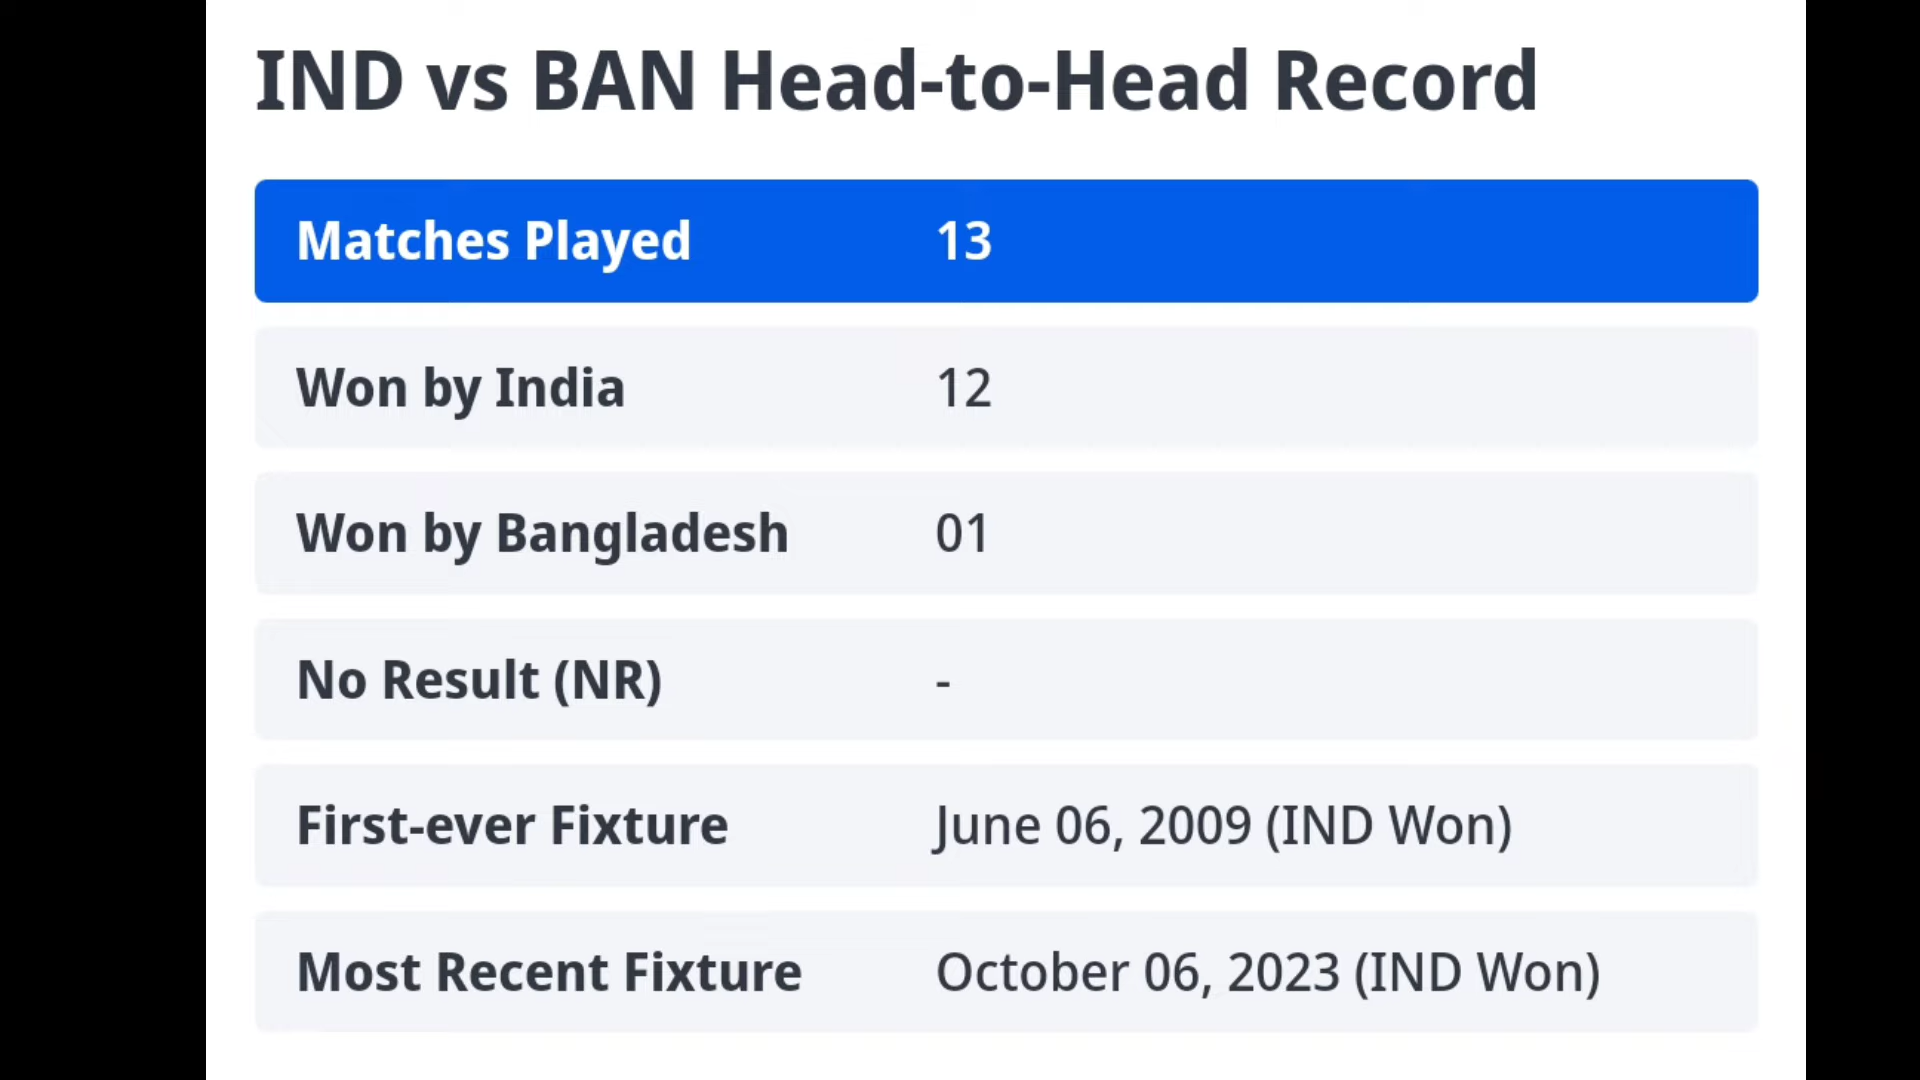 IND vs BAN Head-to-Head Record
Matches Played 13
Won by India 12
Won by Bangladesh 01
No Result (NR) -
First-ever Fixture June 06, 2009 (IND Won)
Most Recent Fixture October 06, 2023 (IND Won)